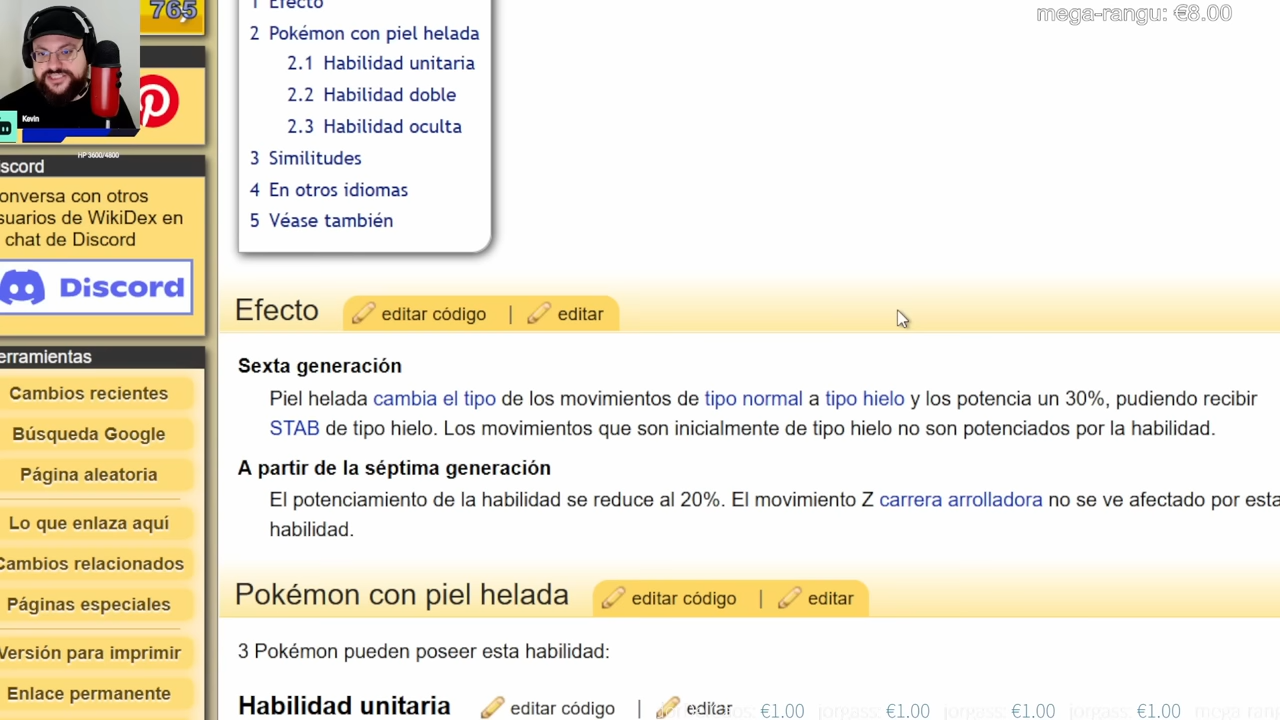 765
mega-rangu: €8.00
Kevin
HP 3600/4800
1 Efecto
2 Pokémon con piel helada
2.1 Habilidad unitaria
2.2 Habilidad doble
2.3 Habilidad oculta
3 Similitudes
4 En otros idiomas
5 Véase también
iscord
onversa con otros
suarios de WikiDex en
chat de Discord
Discord
erramientas
Cambios recientes
Búsqueda Google
Página aleatoria
Lo que enlaza aquí
Cambios relacionados
Páginas especiales
Versión para imprimir
Enlace permanente
Efecto editar código | editar
Sexta generación
Piel helada cambia el tipo de los movimientos de tipo normal a tipo hielo y los potencia un 30%, pudiendo recibir
STAB de tipo hielo. Los movimientos que son inicialmente de tipo hielo no son potenciados por la habilidad.
A partir de la séptima generación
El potenciamiento de la habilidad se reduce al 20%. El movimiento Z carrera arrolladora no se ve afectado por esta
habilidad.
Pokémon con piel helada editar código | editar
3 Pokémon pueden poseer esta habilidad:
Habilidad unitaria editar código | editar
€1.00 jorgass: €1.00 jorgass: €1.00 jorgass: €1.00 mega-rang